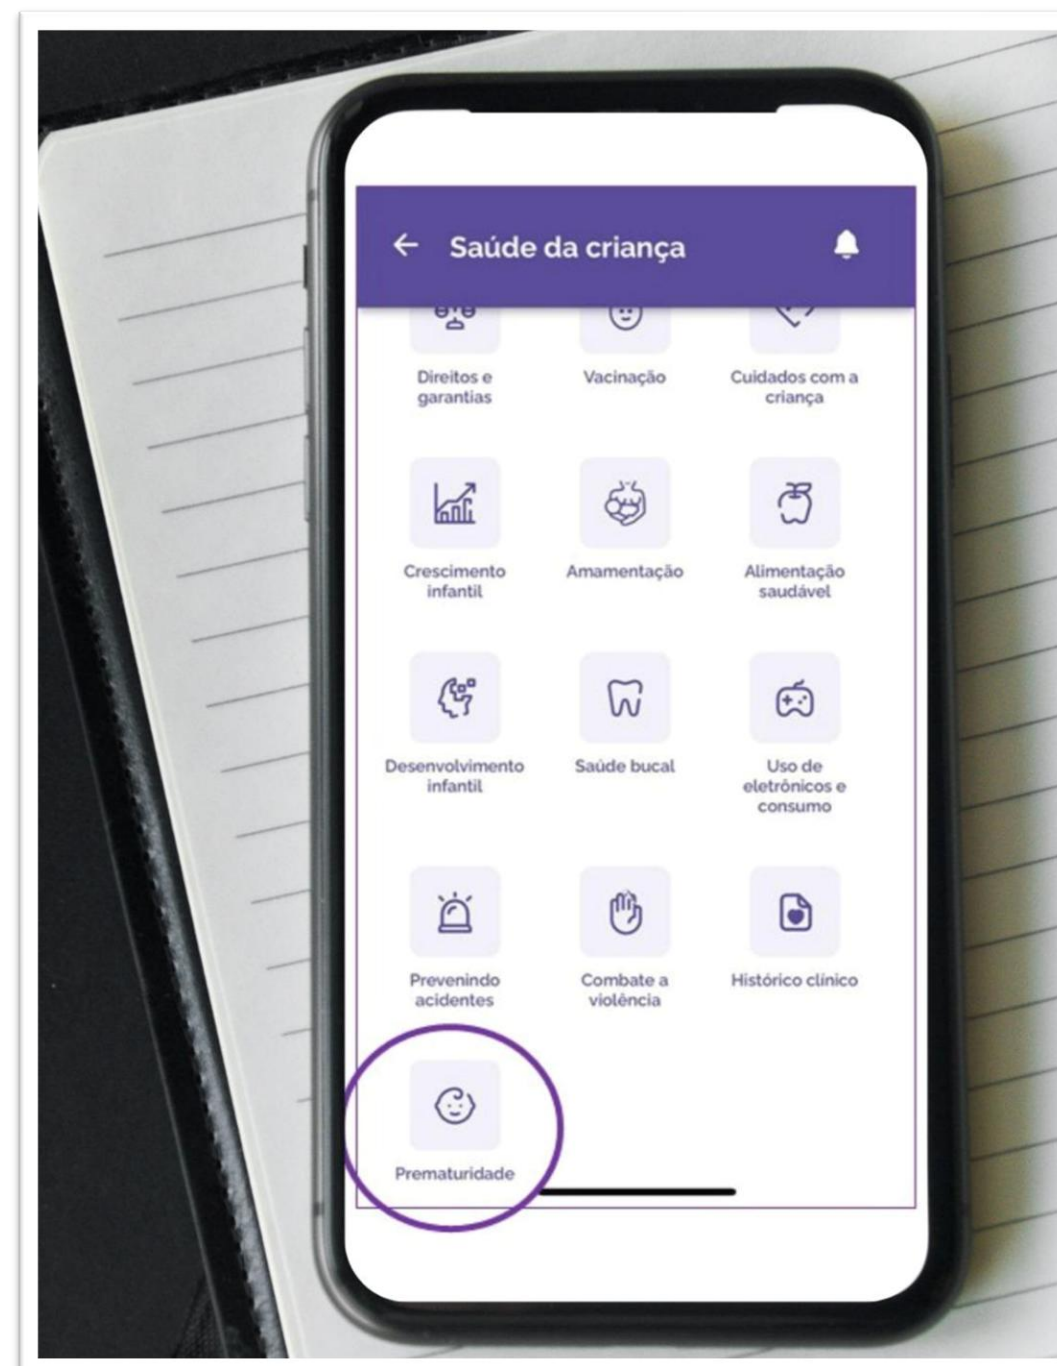 Saúde da criança
Direitos e
garantias
Vacinação
Cuidados com a
criança
Crescimento
infantil
Amamentação
Alimentação
saudável
Desenvolvimento
infantil
Saúde bucal
Uso de
eletrônicos e
consumo
Prevenindo
acidentes
Combate a
violência
Histórico clínico
Prematuridade